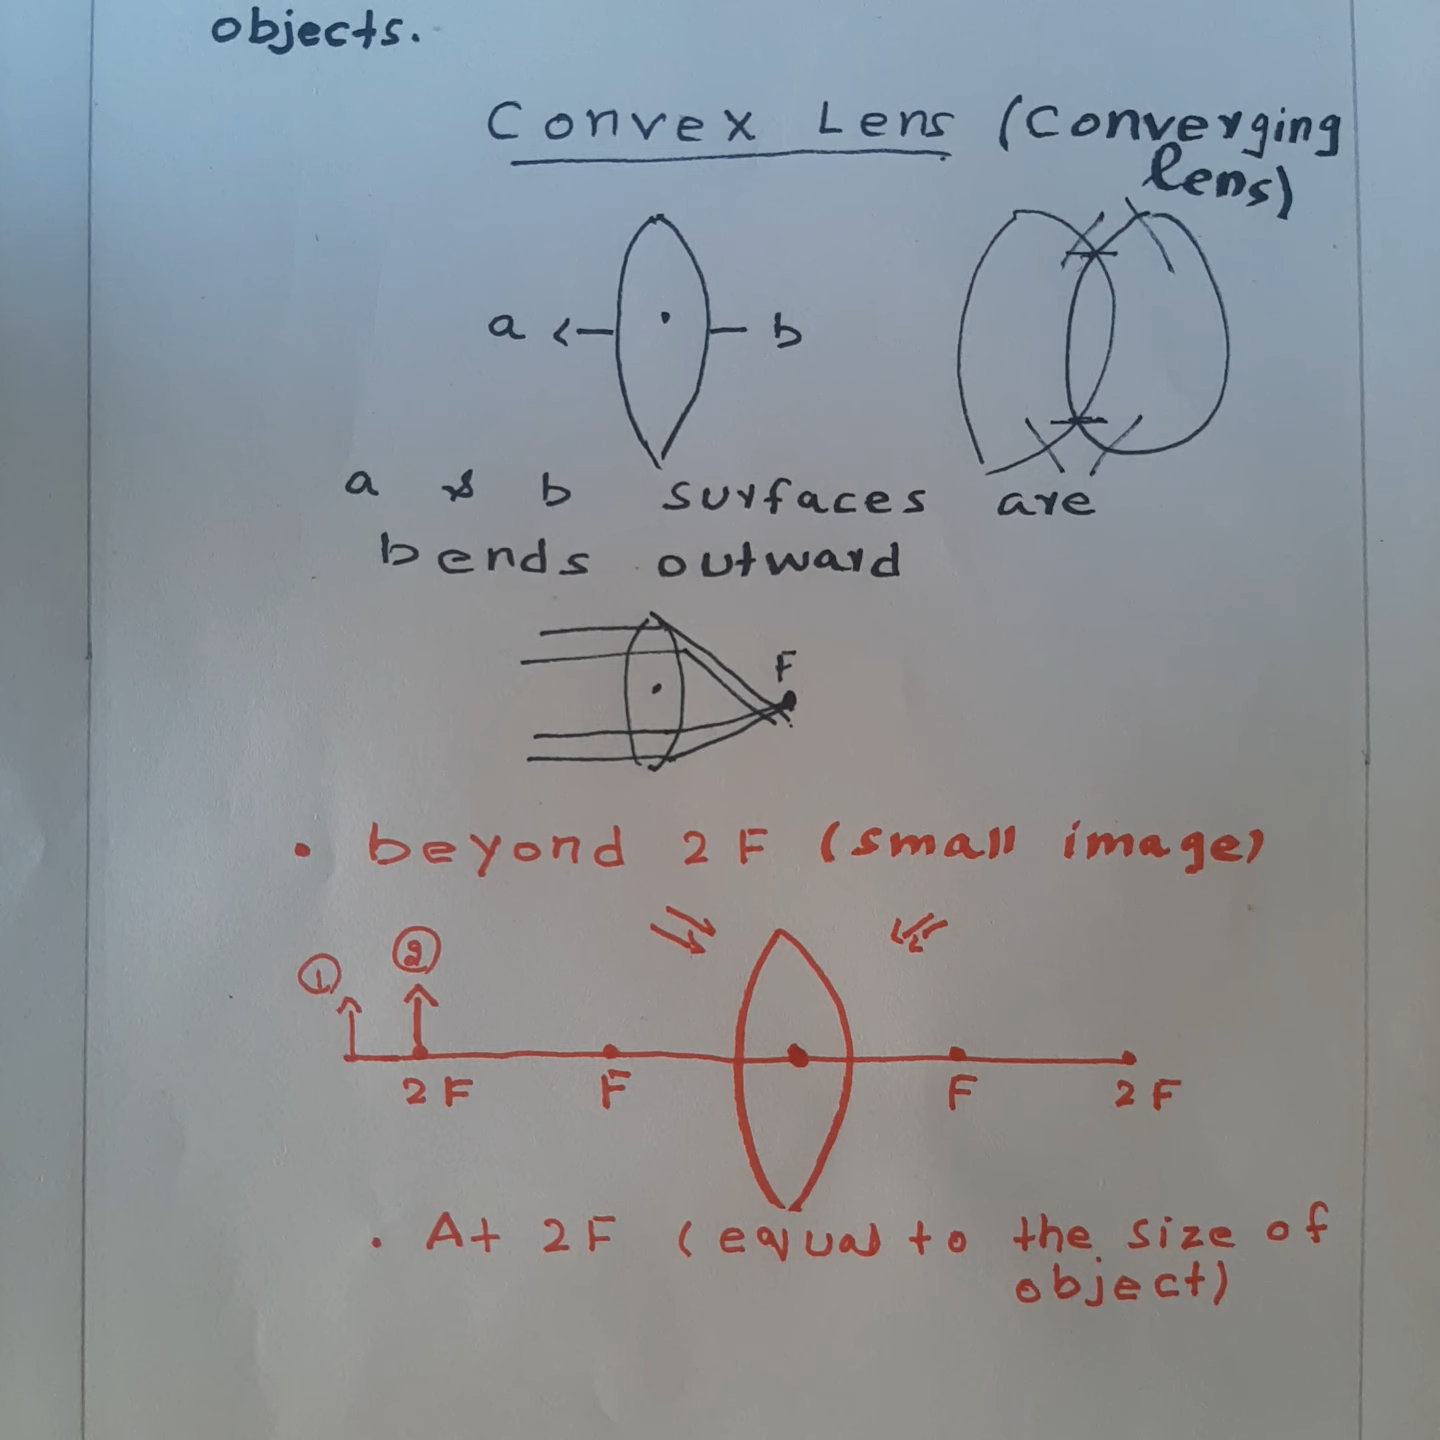 objects.
Convex Lens (Converging
lens)
a < b
a & b surfaces are
bends outward
F
• beyond 2F (small image)
1 2
2F F F 2F
• At 2F (equal to the size of
object)